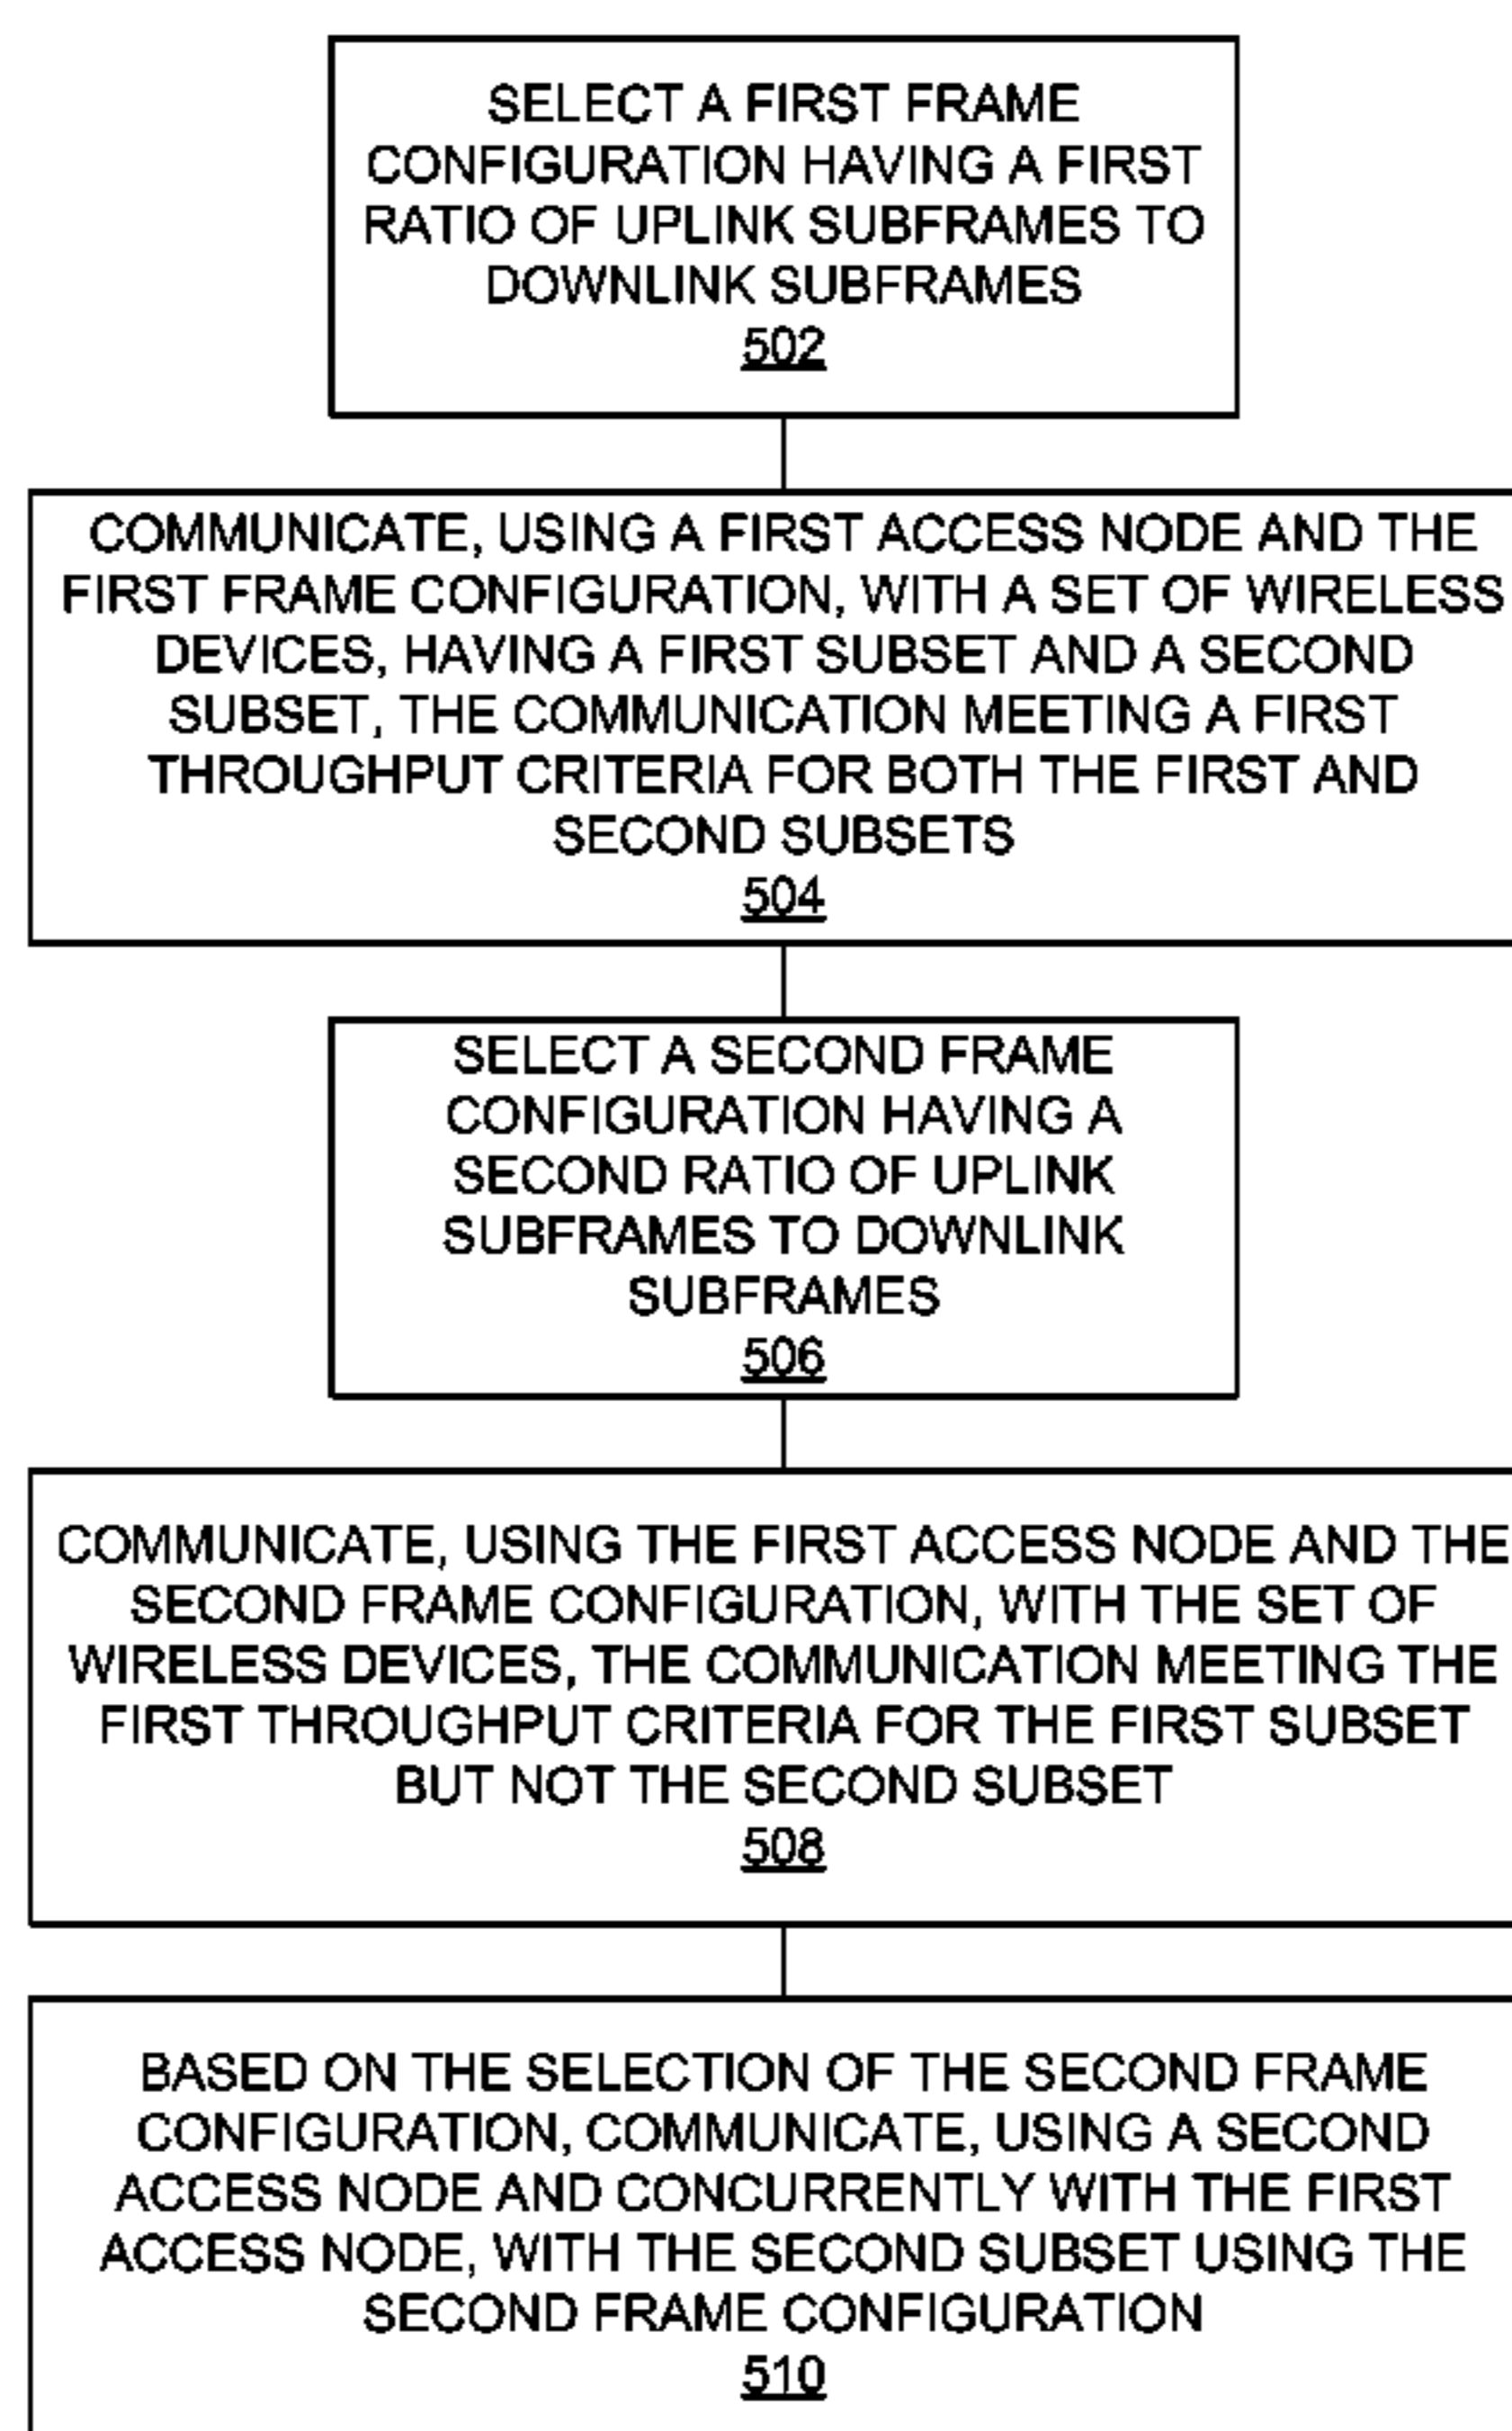 SELECT A FIRST FRAME
CONFIGURATION HAVING A FIRST
RATIO OF UPLINK SUBFRAMES TO
DOWNLINK SUBFRAMES
502
COMMUNICATE, USING A FIRST ACCESS NODE AND THE
FIRST FRAME CONFIGURATION, WITH A SET OF WIRELESS
DEVICES, HAVING A FIRST SUBSET AND A SECOND
SUBSET, THE COMMUNICATION MEETING A FIRST
THROUGHPUT CRITERIA FOR BOTH THE FIRST AND
SECOND SUBSETS
504
SELECT A SECOND FRAME
CONFIGURATION HAVING A
SECOND RATIO OF UPLINK
SUBFRAMES TO DOWNLINK
SUBFRAMES
506
COMMUNICATE, USING THE FIRST ACCESS NODE AND THE
SECOND FRAME CONFIGURATION, WITH THE SET OF
WIRELESS DEVICES, THE COMMUNICATION MEETING THE
FIRST THROUGHPUT CRITERIA FOR THE FIRST SUBSET
BUT NOT THE SECOND SUBSET
508
BASED ON THE SELECTION OF THE SECOND FRAME
CONFIGURATION, COMMUNICATE, USING A SECOND
ACCESS NODE AND CONCURRENTLY WITH THE FIRST
ACCESS NODE, WITH THE SECOND SUBSET USING THE
SECOND FRAME CONFIGURATION
510